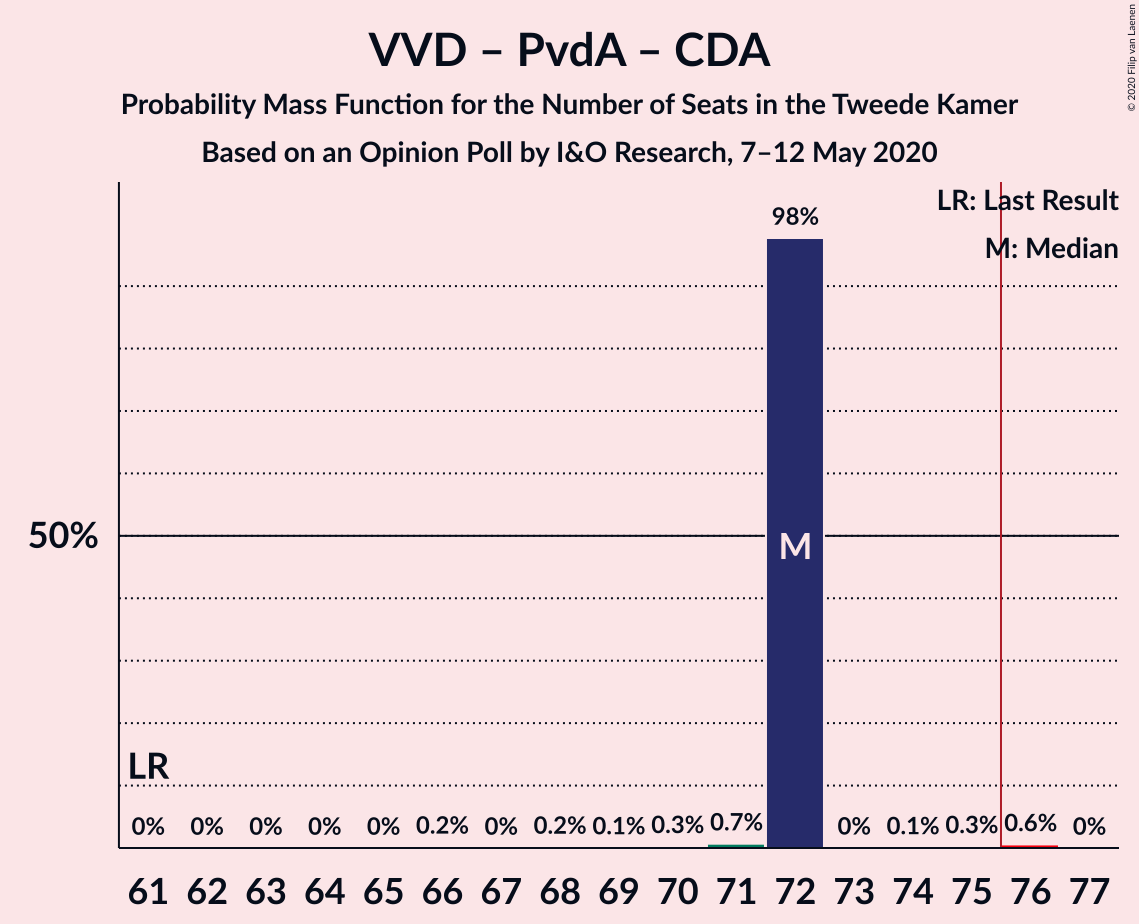 VVD – PvdA – CDA
Probability Mass Function for the Number of Seats in the Tweede Kamer
Based on an Opinion Poll by I&O Research, 7–12 May 2020
© 2020 Filip van Laenen
LR: Last Result
M: Median
98%
50%
M
LR
0% 0% 0% 0% 0% 0.2% 0% 0.2% 0.1% 0.3% 0.7% 0% 0.1% 0.3% 0.6% 0%
61 62 63 64 65 66 67 68 69 70 71 72 73 74 75 76 77